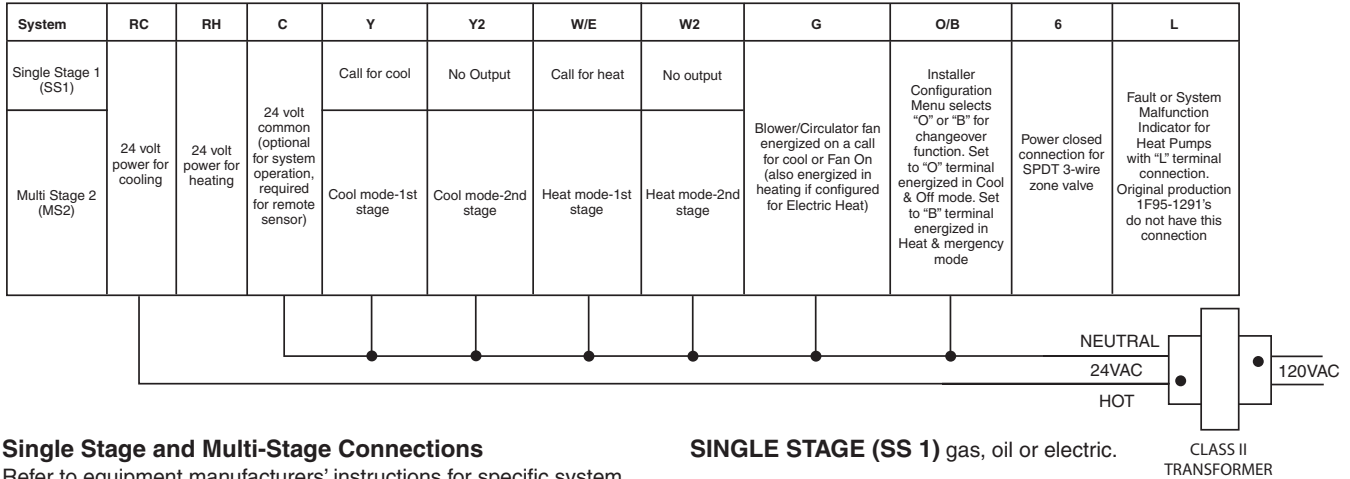 System RC RH C Y Y2 W/E W2 G O/B 6 L
Single Stage 1
(SS1)
Multi Stage 2
(MS2)
24 volt
power for
cooling
24 volt
power for
heating
24 volt
common
(optional
for system
operation,
required
for remote
sensor)
Call for cool
Cool mode-1st
stage
No Output
Cool mode-2nd
stage
Call for heat
Heat mode-1st
stage
No output
Heat mode-2nd
stage
Blower/Circulator fan
energized on a call
for cool or Fan On
(also energized in
heating if configured
for Electric Heat)
Installer
Configuration
Menu selects
“O” or “B” for
changeover
function. Set
to “O” terminal
energized in Cool
& Off mode. Set
to “B” terminal
energized in
Heat & mergency
mode
Power closed
connection for
SPDT 3-wire
zone valve
Fault or System
Malfunction
Indicator for
Heat Pumps
with “L” terminal
connection.
Original production
1F95-1291's
do not have this
connection
NEUTRAL
24VAC
HOT
120VAC
CLASS II
TRANSFORMER
Single Stage and Multi-Stage Connections
Refer to equipment manufacturers' instructions for specific system
SINGLE STAGE (SS 1) gas, oil or electric.